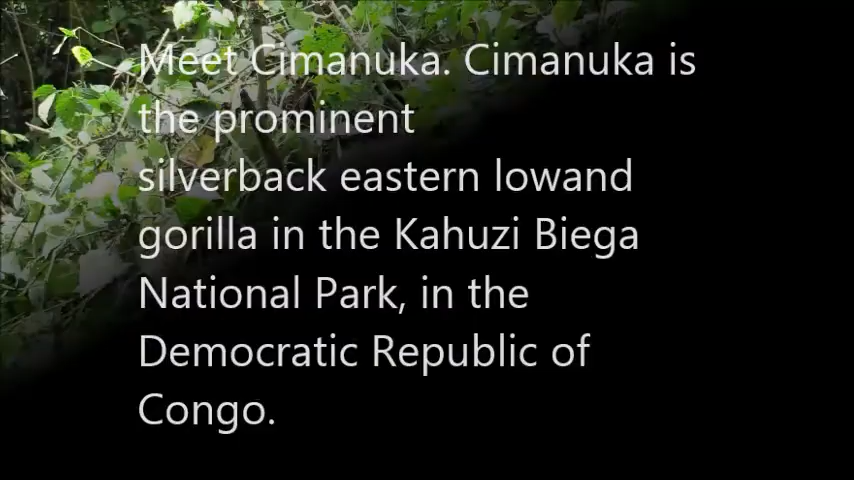 Meet Cimanuka. Cimanuka is
the prominent
silverback eastern lowand
gorilla in the Kahuzi Biega
National Park, in the
Democratic Republic of
Congo.